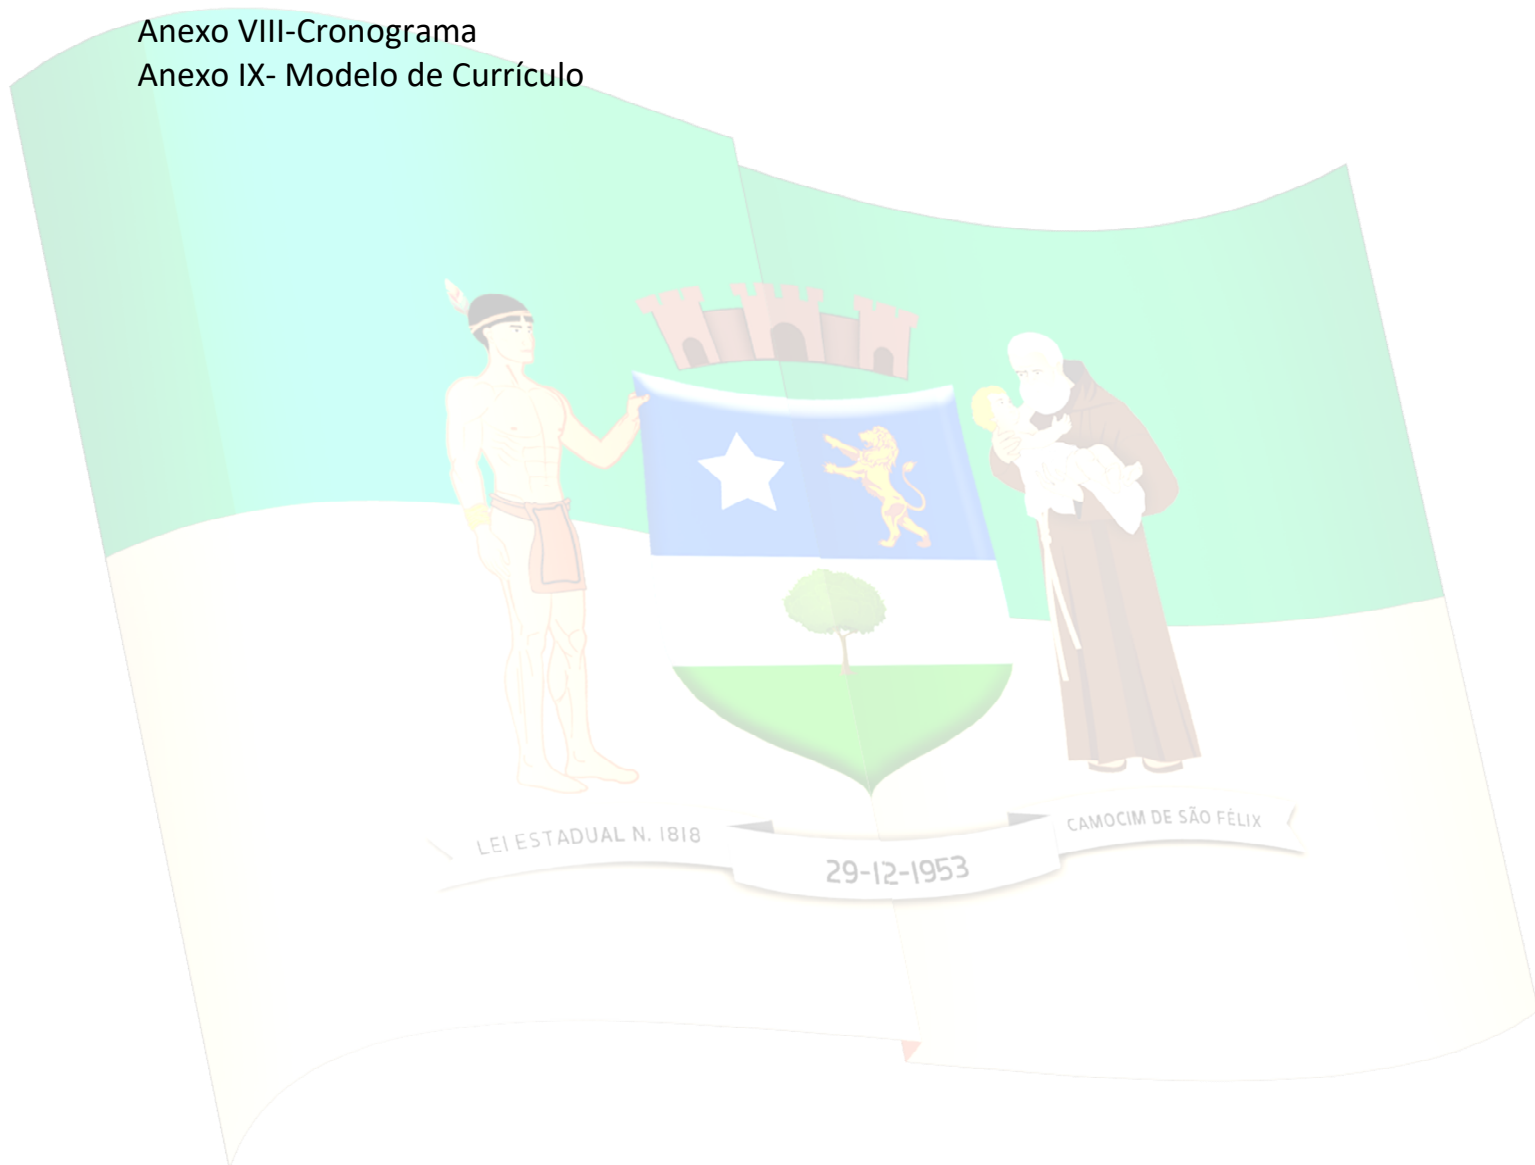 Anexo VIII-Cronograma
Anexo IX- Modelo de Currículo
LEI ESTADUAL N. 1818
CAMOCIM DE SÃO FÉLIX
29-12-1953